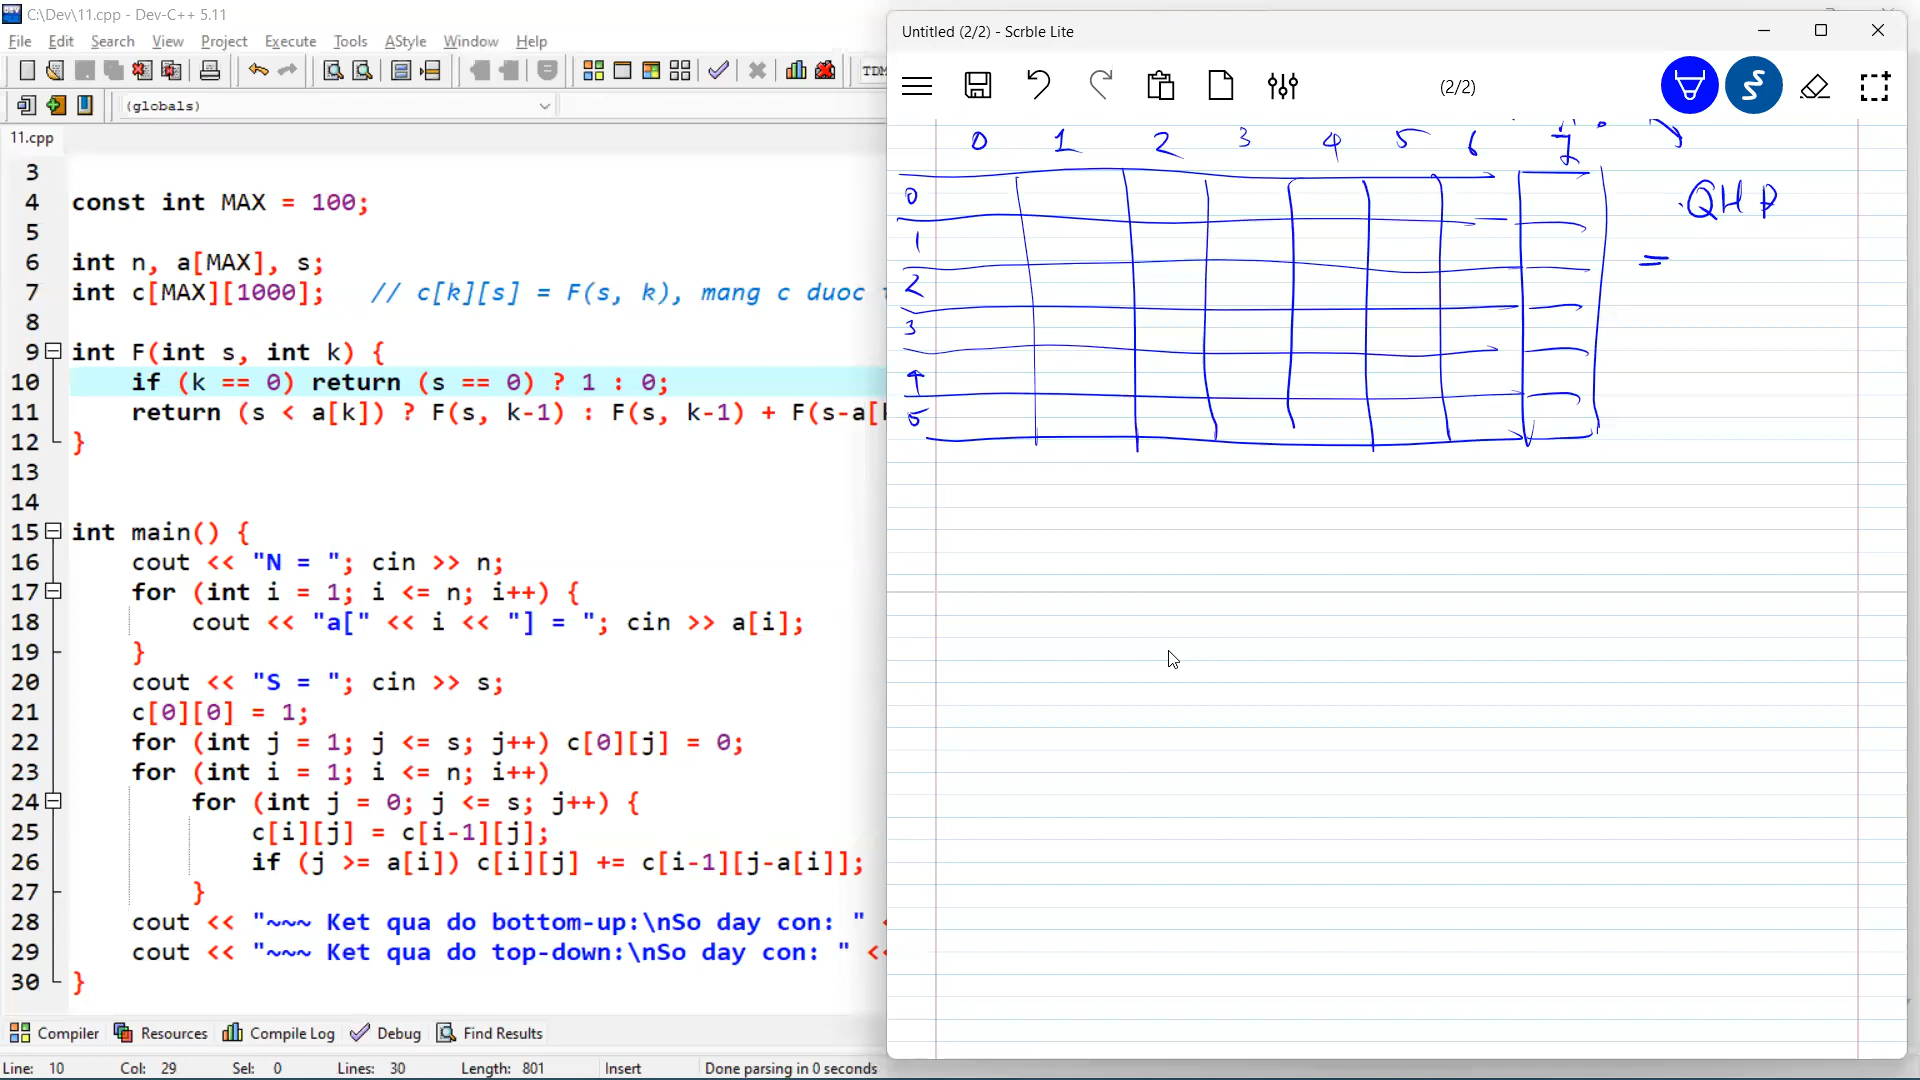 C:\Dev\11.cpp - Dev-C++ 5.11
File Edit Search View Project Execute Tools AStyle Window Help
TDM
(globals)
11.cpp
3
4 const int MAX = 100;
5
6 int n, a[MAX], s;
7 int c[MAX][1000]; // c[k][s] = F(s, k), mang c duoc
8
9 int F(int s, int k) {
10 if (k == 0) return (s == 0) ? 1 : 0;
11 return (s < a[k]) ? F(s, k-1) : F(s, k-1) + F(s-a[
12 }
13
14
15 int main() {
16 cout << "N = "; cin >> n;
17 for (int i = 1; i <= n; i++) {
18 cout << "a[" << i << "] = "; cin >> a[i];
19 }
20 cout << "S = "; cin >> s;
21 c[0][0] = 1;
22 for (int j = 1; j <= s; j++) c[0][j] = 0;
23 for (int i = 1; i <= n; i++)
24 for (int j = 0; j <= s; j++) {
25 c[i][j] = c[i-1][j];
26 if (j >= a[i]) c[i][j] += c[i-1][j-a[i]];
27 }
28 cout << "~~~ Ket qua do bottom-up:\nSo day con: "
29 cout << "~~~ Ket qua do top-down:\nSo day con: " <<
30 }
Compiler Resources Compile Log Debug Find Results
Line: 10 Col: 29 Sel: 0 Lines: 30 Length: 801 Insert Done parsing in 0 seconds
Untitled (2/2) - Scrble Lite
(2/2)
0 1 2 3 4 5 6 7
0
1
2
3
4
5
QHĐ
=